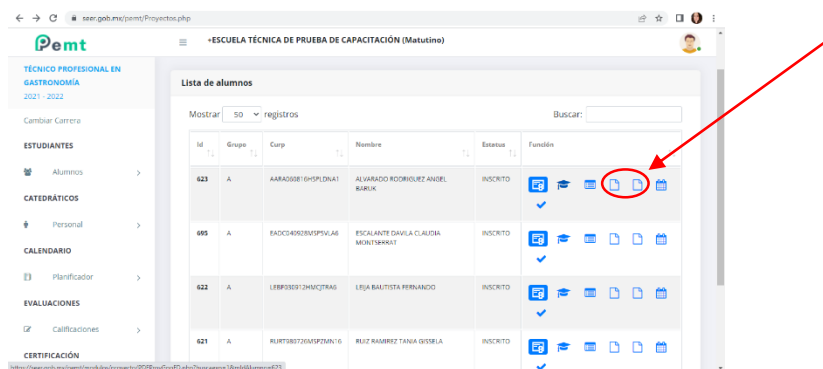 seer.gob.mx/pemt/Proyectos.php
Pemt
•ESCUELA TÉCNICA DE PRUEBA DE CAPACITACIÓN (Matutino)
TÉCNICO PROFESIONAL EN
GASTRONOMÍA
2021 - 2022
Cambiar Carrera
ESTUDIANTES
Alumnos
CATEDRÁTICOS
Personal
CALENDARIO
Planificador
EVALUACIONES
Calificaciones
CERTIFICACIÓN
Lista de alumnos
Mostrar 50 registros
Buscar:
Id Grupo Curp Nombre Estatus Función
623 A ALVARADO RODRIGUEZ ANGEL
BARUK INSCRITO
695 A ESCALANTE DAVILA CLAUDIA
MONTSERRAT INSCRITO
622 A LEIJA BAUTISTA FERNANDO INSCRITO
621 A RUIZ RAMIREZ TANIA GISSELA INSCRITO